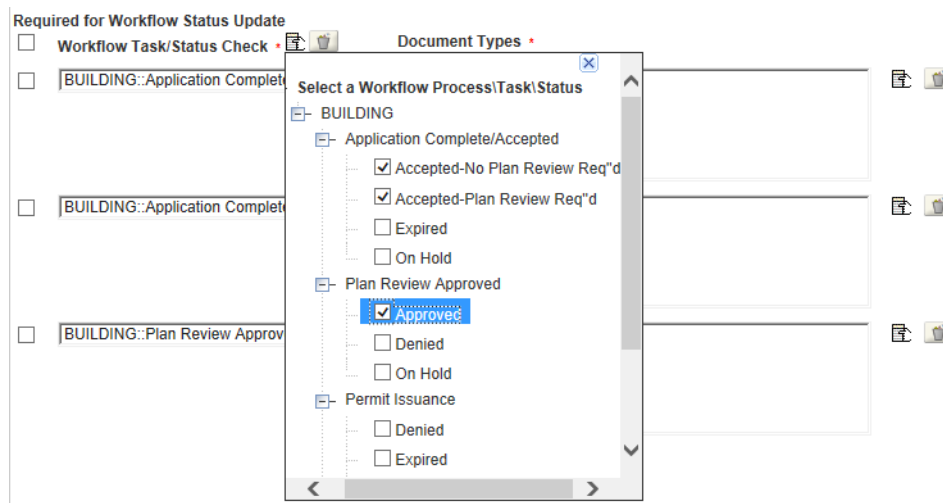 Required for Workflow Status Update
Workflow Task/Status Check *
Document Types *
Select a Workflow Process\Task\Status
BUILDING
BUILDING::Application Complet
Application Complete/Accepted
Accepted-No Plan Review Req"d
Accepted-Plan Review Req"d
BUILDING::Application Complet
Expired
On Hold
Plan Review Approved
Approved
BUILDING::Plan Review Approv
Denied
On Hold
Permit Issuance
Denied
Expired